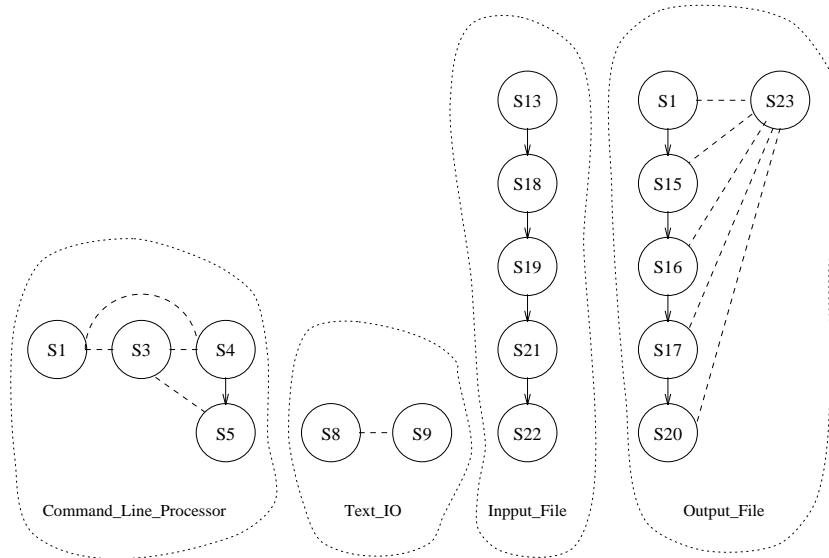 S13
S1
S23
S18
S15
S19
S16
S1
S3
S4
S21
S17
S5
S8
S9
S22
S20
Command_Line_Processor
Text_IO
Inpput_File
Output_File